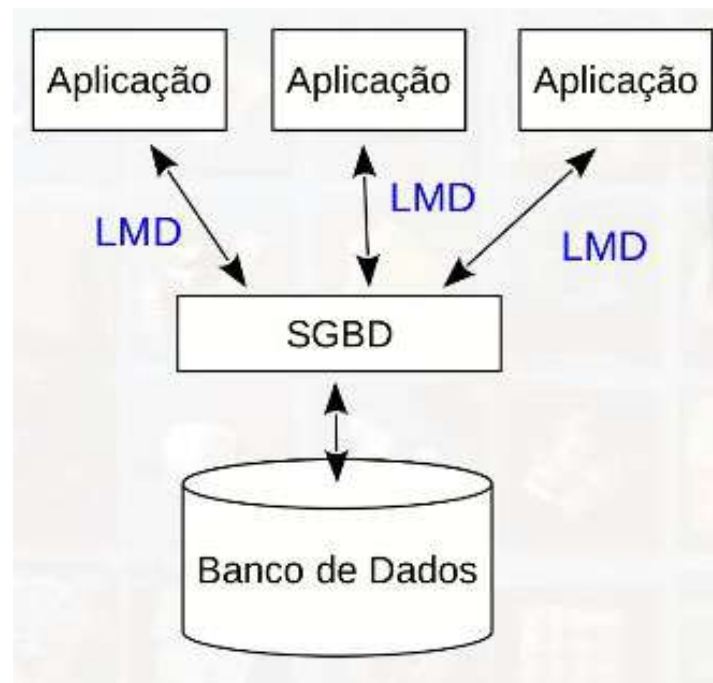 Aplicação
Aplicação
Aplicação
LMD
LMD
LMD
SGBD
Banco de Dados